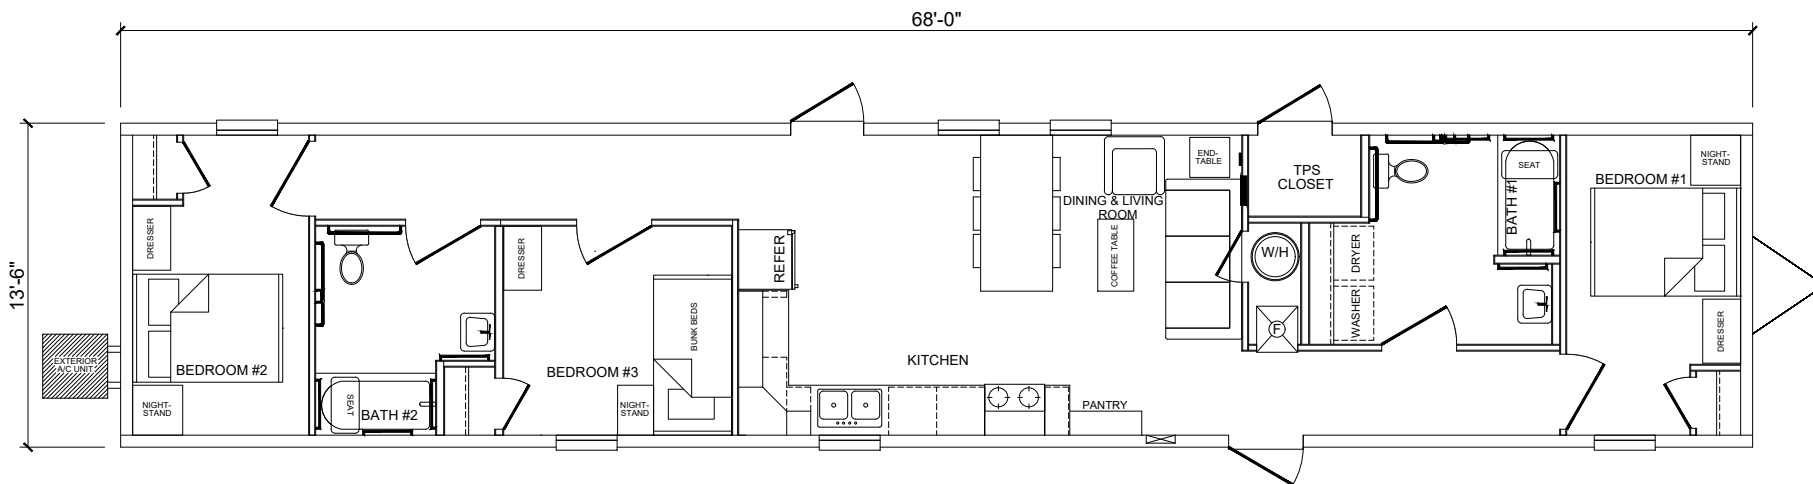 68'-0"
13'-6"
EXTERIOR
A/C UNIT
DRESSER
BEDROOM #2
NIGHT-
STAND
SEAT
BATH #2
DRESSER
BEDROOM #3
BUNK BEDS
NIGHT-
STAND
REFER
KITCHEN
PANTRY
DINING & LIVING
ROOM
COFFEE TABLE
END-
TABLE
TPS
CLOSET
W/H
F
DRYER
WASHER
SEAT
BATH #1
BEDROOM #1
NIGHT-
STAND
DRESSER